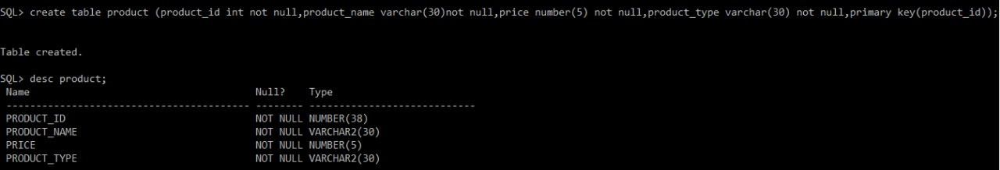 SQL> create table product (product_id int not null,product_name varchar(30)not null,price number(5) not null,product_type varchar(30) not null,primary key(product_id));
Table created.
SQL> desc product;
Name Null? Type
----------------------------------------- -------- ----------------------------
PRODUCT_ID NOT NULL NUMBER(38)
PRODUCT_NAME NOT NULL VARCHAR2(30)
PRICE NOT NULL NUMBER(5)
PRODUCT_TYPE NOT NULL VARCHAR2(30)